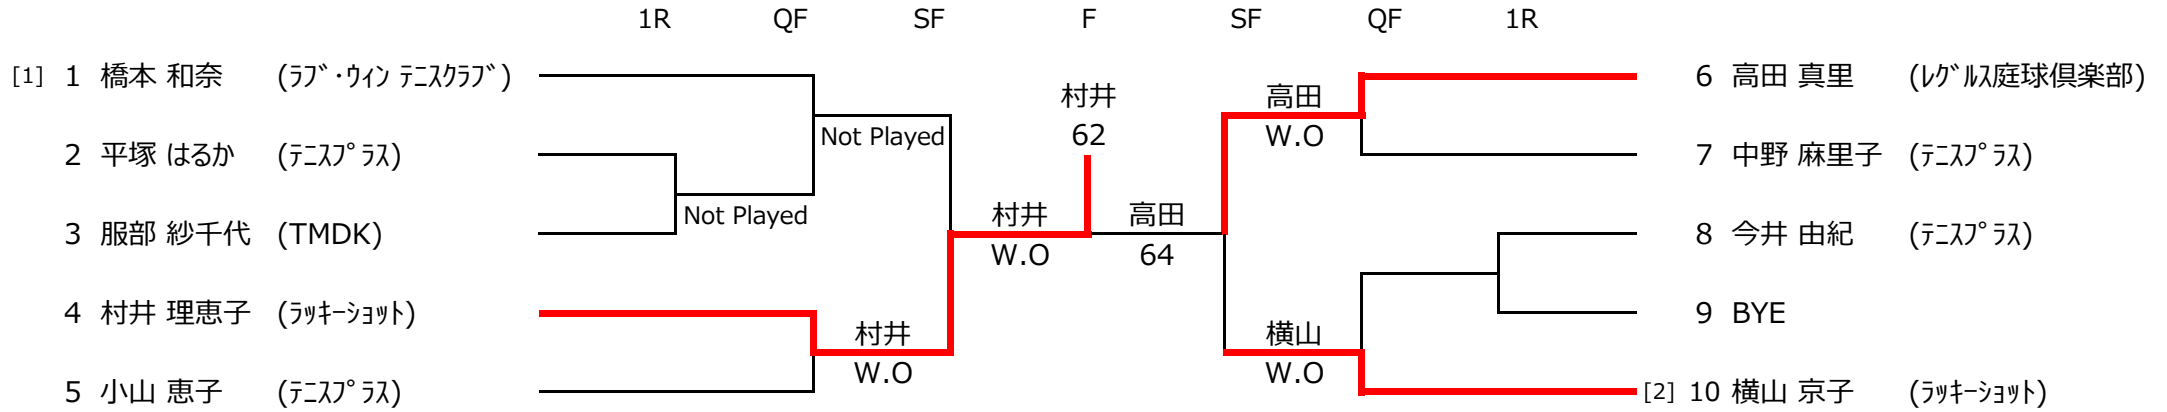 1R QF SF F SF QF 1R
[1] 1 橋本 和奈 (ﾗﾌﾞ・ｳｨﾝ ﾃﾆｽｸﾗﾌﾞ)
6 高田 真里 (ﾚｸﾞﾙｽ庭球倶楽部)
村井
高田
62
W.O
Not Played
2 平塚 はるか (ﾃﾆｽﾌﾟﾗｽ)
7 中野 麻里子 (ﾃﾆｽﾌﾟﾗｽ)
Not Played
村井
高田
3 服部 紗千代 (TMDK)
8 今井 由紀 (ﾃﾆｽﾌﾟﾗｽ)
W.O
64
4 村井 理恵子 (ﾗｯｷｰｼｮｯﾄ)
9 BYE
村井
横山
W.O
W.O
5 小山 恵子 (ﾃﾆｽﾌﾟﾗｽ)
[2] 10 横山 京子 (ﾗｯｷｰｼｮｯﾄ)